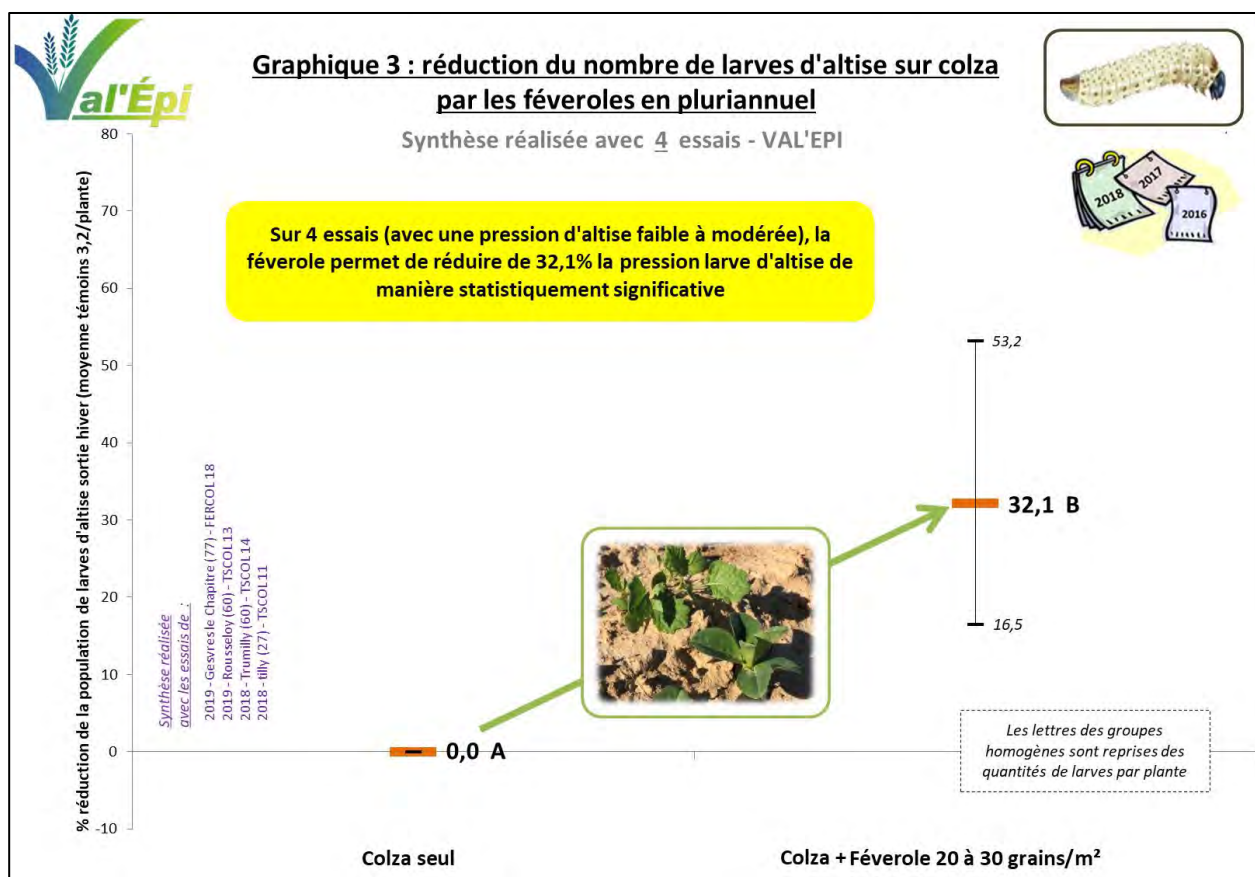 Val'Épi
Graphique 3 : réduction du nombre de larves d'altise sur colza
par les féveroles en pluriannuel
Synthèse réalisée avec 4 essais - VAL'EPI
2018
2017
2016
Sur 4 essais (avec une pression d'altise faible à modérée), la
féverole permet de réduire de 32,1% la pression larve d'altise de
manière statistiquement significative
% réduction de la population de larves d'altise sortie hiver (moyenne témoins 3,2/plante)
80
70
60
50
40
30
20
10
0
-10
Synthèse réalisée
avec les essais de :
2019 - Gesvres le Chapitre (77) - FERCOL 18
2019 - Rousseloy (60) - TSCOL13
2018 - Trumilly (60) - TSCOL14
2018 - tilly (27) - TSCOL11
53,2
32,1 B
16,5
0,0 A
Les lettres des groupes
homogènes sont reprises des
quantités de larves par plante
Colza seul
Colza + Féverole 20 à 30 grains/m²